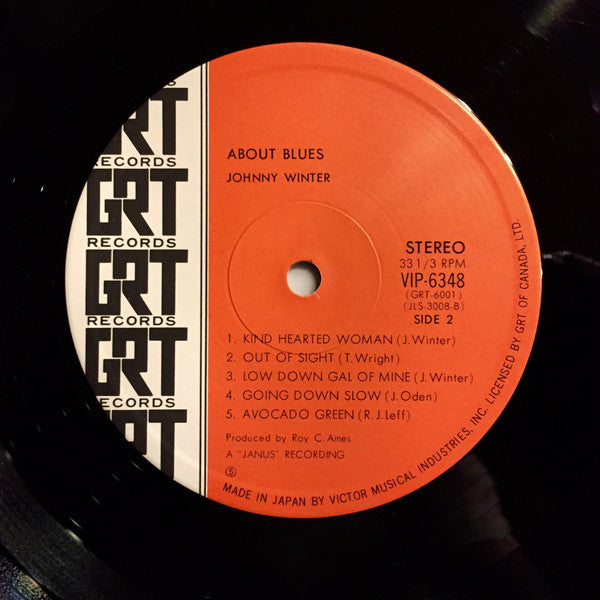 GRT
RECORDS
GRT
RECORDS
GRT
RECORDS
GRT
RECORDS
GRT
ABOUT BLUES
JOHNNY WINTER
STEREO
33 1/3 RPM
VIP-6348
(GRT-6001)
(JLS-3008-B)
SIDE 2
1. KIND HEARTED WOMAN (J. Winter)
2. OUT OF SIGHT (T. Wright)
3. LOW DOWN GAL OF MINE (J. Winter)
4. GOING DOWN SLOW (J. Oden)
5. AVOCADO GREEN (R.J. Leff)
Produced by Roy C. Ames
A "JANUS" RECORDING
Ⓢ
MADE IN JAPAN BY VICTOR MUSICAL INDUSTRIES, INC. LICENSED BY GRT OF CANADA, LTD.